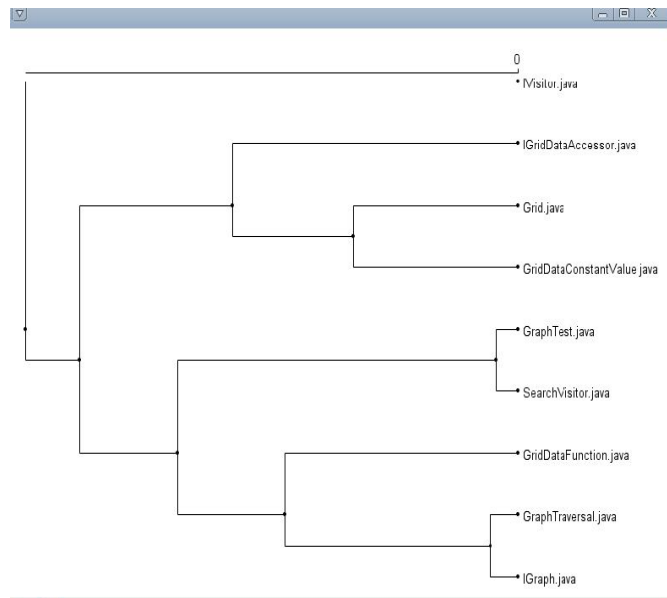 0
IVisitor.java
IGridDataAccessor.java
Grid.java
GridDataConstantValue.java
GraphTest.java
SearchVisitor.java
GridDataFunction.java
GraphTraversal.java
IGraph.java